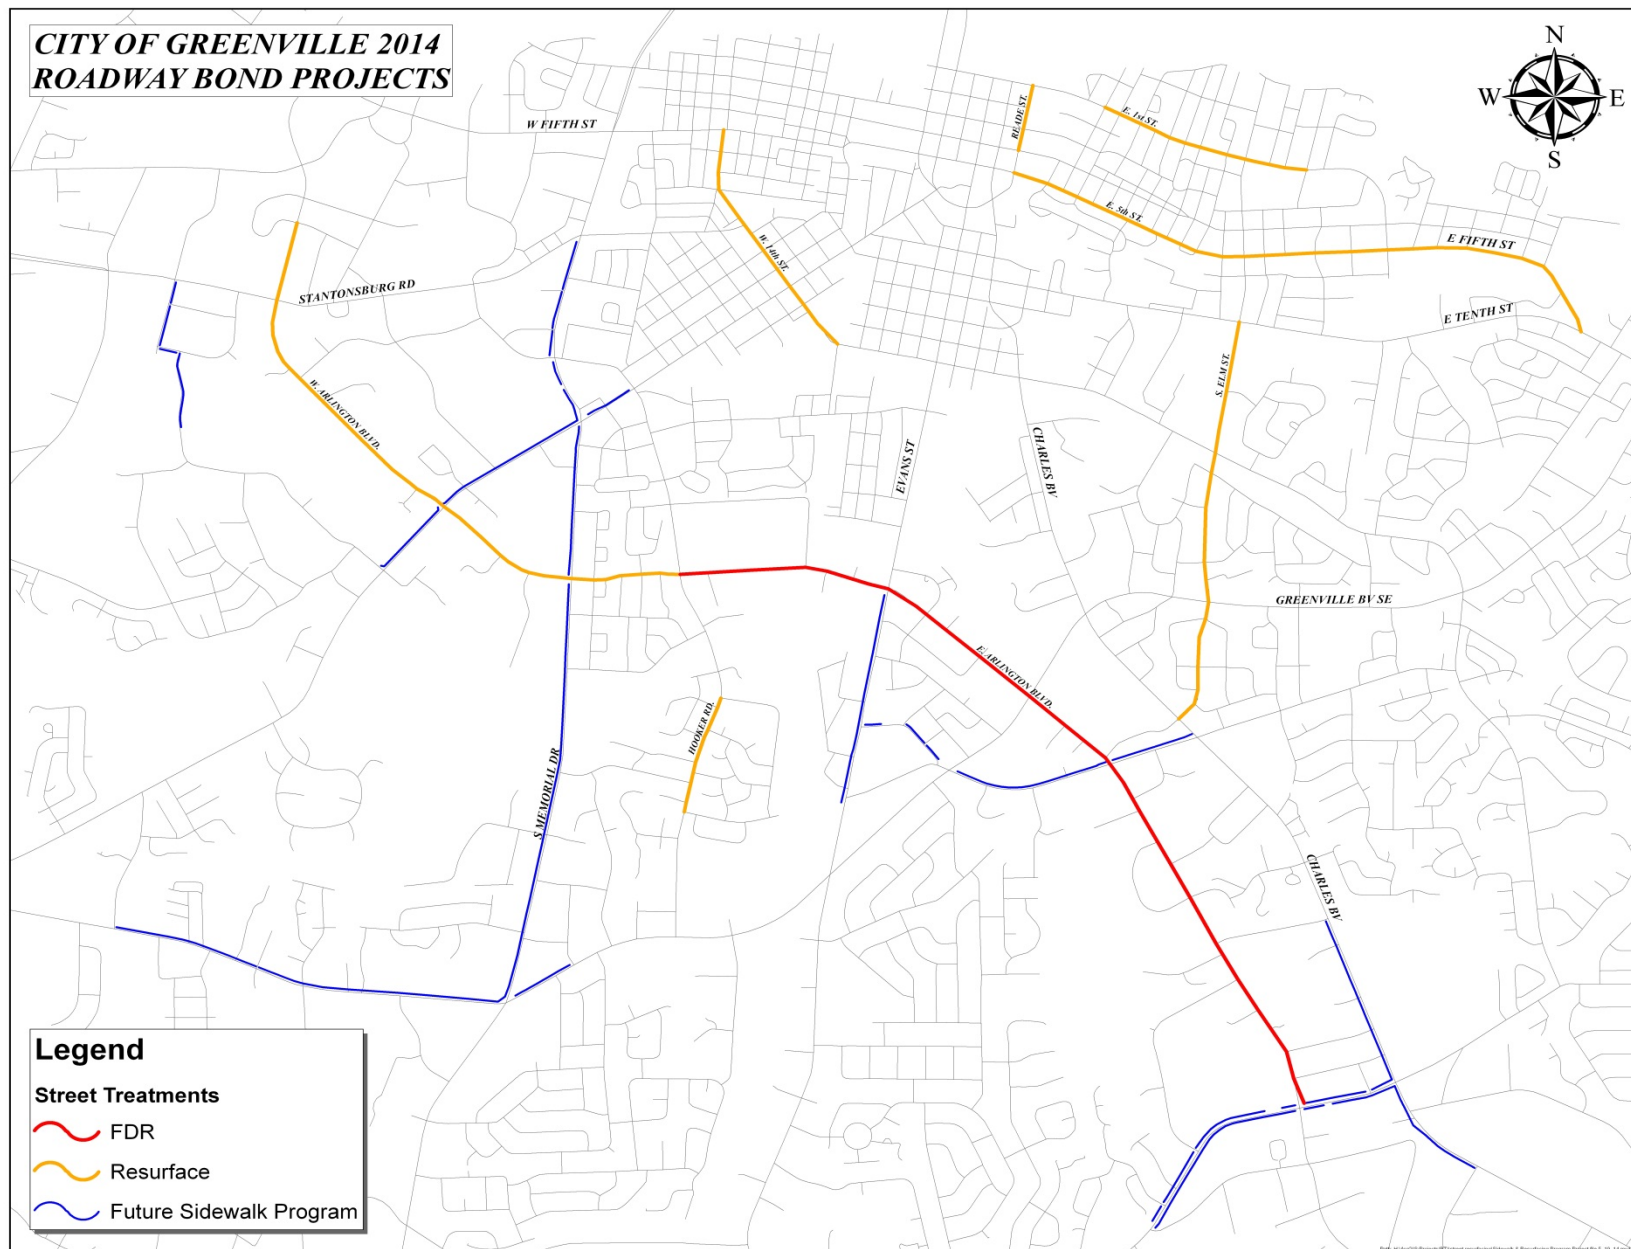 CITY OF GREENVILLE 2014
ROADWAY BOND PROJECTS
N
W
E
S
W FIFTH ST
READE ST.
E. 1st ST.
E. 5th ST.
E FIFTH ST
W. 14th ST.
STANTONSBURG RD
E TENTH ST
S. ELM ST.
W. ARLINGTON BLVD.
EVANS ST
CHARLES BV
GREENVILLE BV SE
E. ARLINGTON BLVD.
HOOKER RD.
S MEMORIAL DR
CHARLES BV
Legend
Street Treatments
FDR
Resurface
Future Sidewalk Program